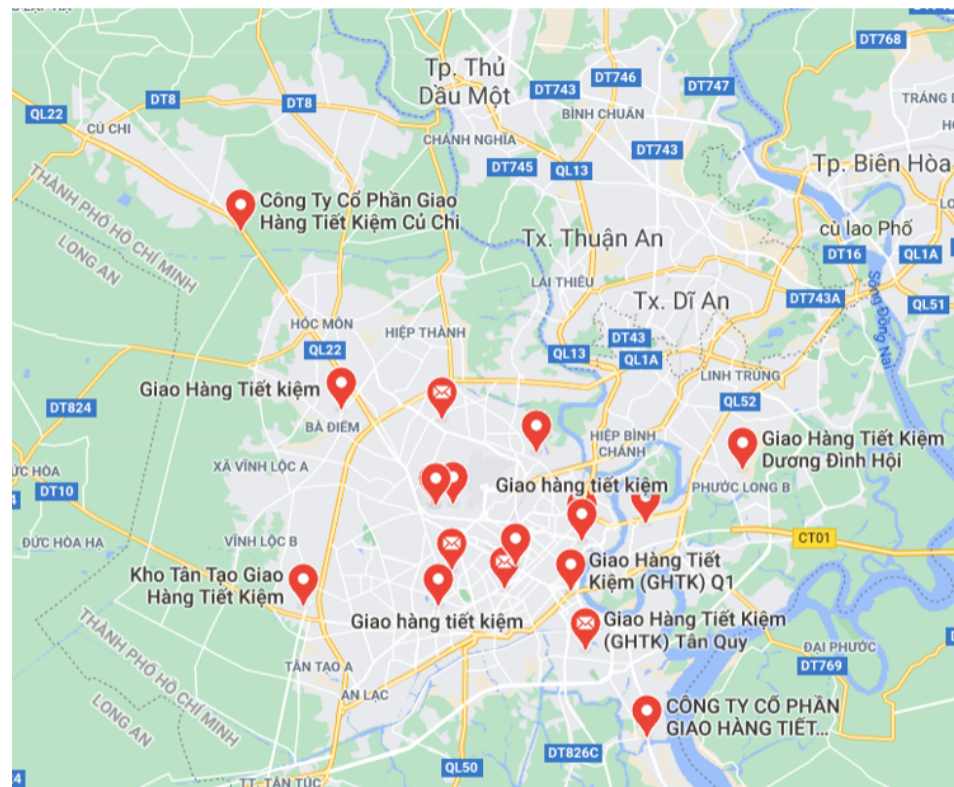 DT768
Tp. Thủ
Dầu Một
DT743
DT746
DT747
QL22
DT8
DT8
CỦ CHI
CHÁNH NGHĨA
BÌNH CHUẨN
TRẢNG
DT745
QL13
DT743
Tp. Biên Hòa
THÀNH PHỐ HỒ CHÍ MINH
LONG AN
Công Ty Cổ Phần Giao
Hàng Tiết Kiệm Củ Chi
Tx. Thuận An
cù lao Phố
DT16
QL1A
LÁI THIÊU
Tx. Dĩ An
DT743A
QL51
Sông Đồng Nai
HÓC MÔN
HIỆP THÀNH
QL22
QL13
DT43
QL1A
LINH TRUNG
Giao Hàng Tiết kiệm
DT824
QL52
BÀ ĐIỂM
HIỆP BÌNH
CHÁNH
Giao Hàng Tiết Kiệm
Dương Đình Hội
XÃ VĨNH LỘC A
Giao hàng tiết kiệm
PHƯỚC LONG B
DT10
ĐỨC HÒA HẠ
VĨNH LỘC B
CT01
Kho Tân Tạo Giao
Hàng Tiết Kiệm
Giao Hàng Tiết
Kiệm (GHTK) Q1
Giao hàng tiết kiệm
Giao Hàng Tiết Kiệm
(GHTK) Tân Quy
THÀNH PHỐ HỒ CHÍ MINH
LONG AN
TÂN TẠO A
ĐẠI PHƯỚC
DT769
AN LẠC
CÔNG TY CỔ PHẦN
GIAO HÀNG TIẾT...
DT826C
QL50
TT. TÂN TÚC